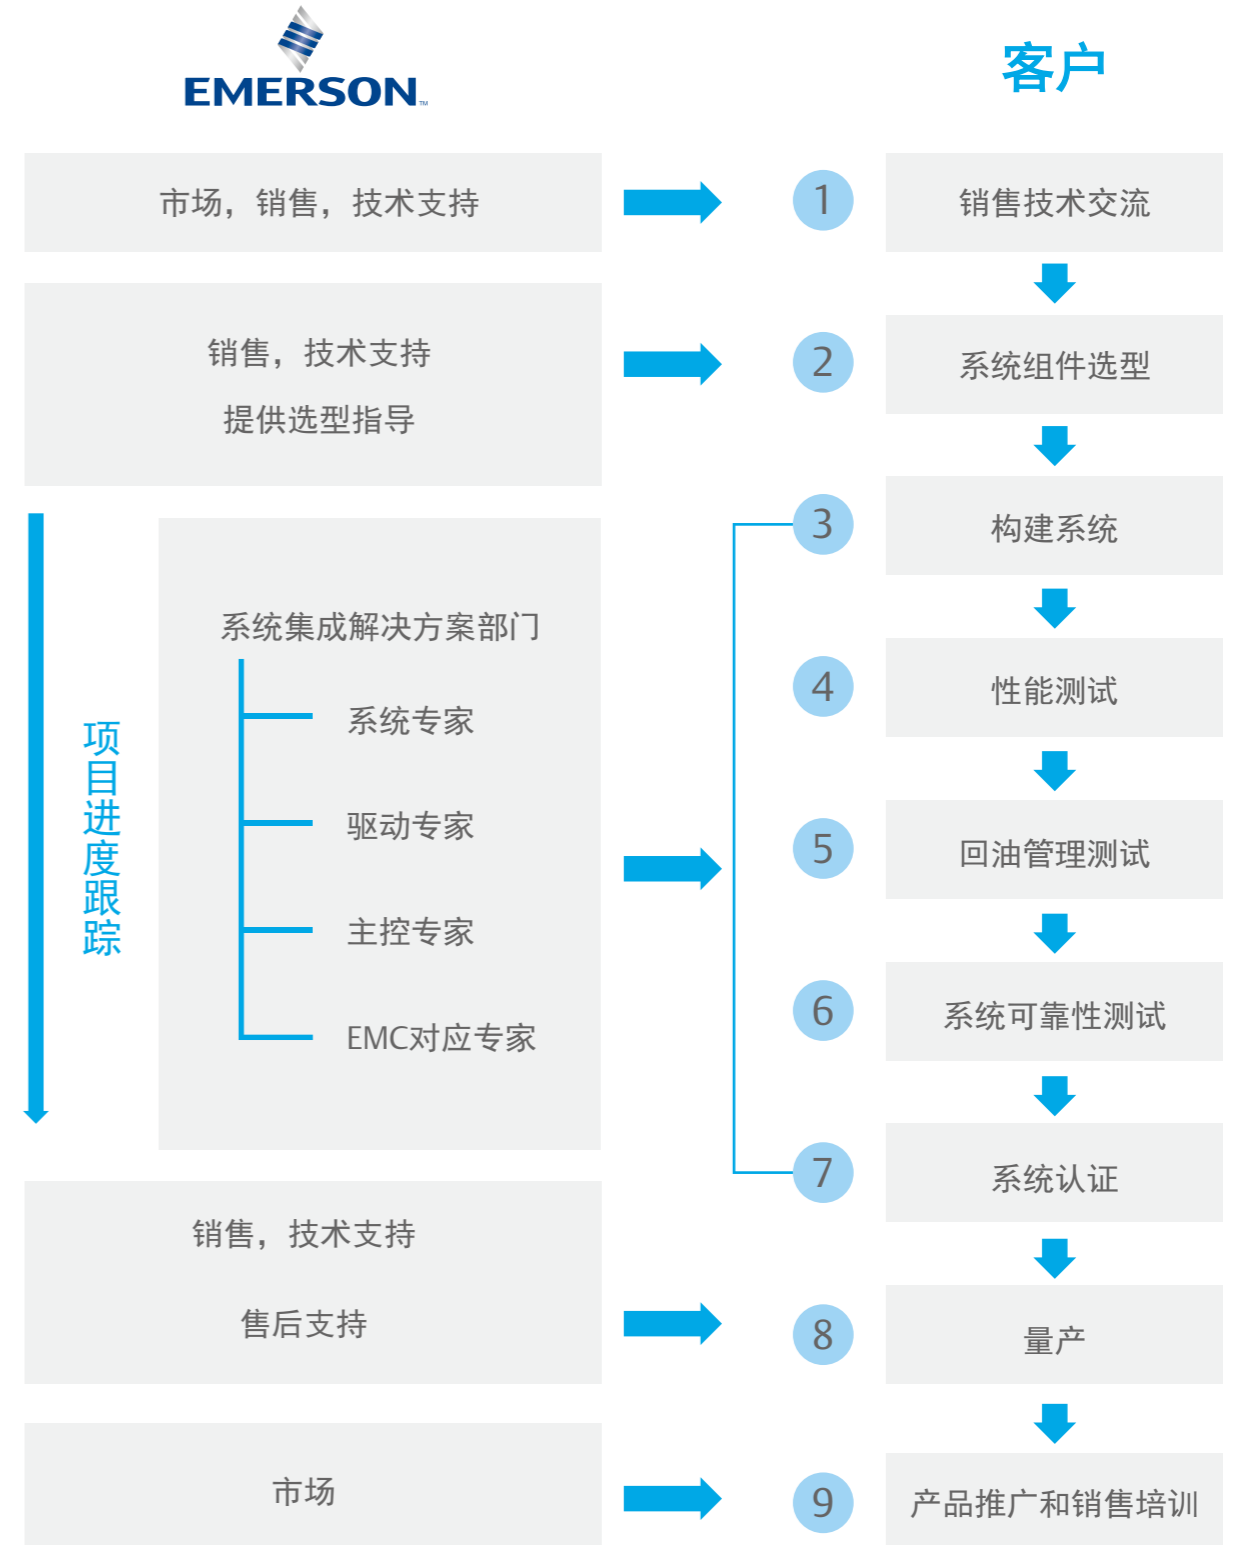 EMERSON™
客户
市场，销售，技术支持
1
销售技术交流
销售，技术支持
提供选型指导
2
系统组件选型
项目进度跟踪
系统集成解决方案部门
系统专家
驱动专家
主控专家
EMC对应专家
3
构建系统
4
性能测试
5
回油管理测试
6
系统可靠性测试
7
系统认证
销售，技术支持
售后支持
8
量产
市场
9
产品推广和销售培训